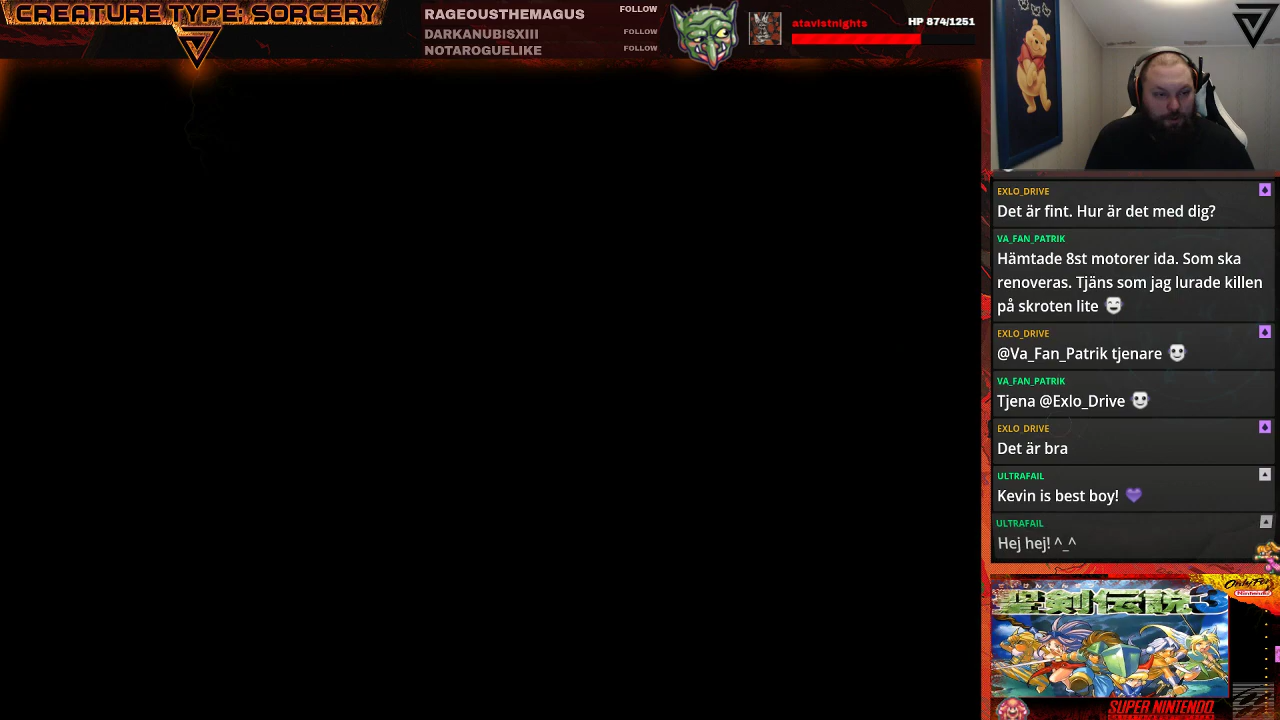 CREATURE TYPE: SORCERY
RAGEOUSTHEMAGUS FOLLOW
DARKANUBISXIII FOLLOW
NOTAROGUELIKE FOLLOW
atavistnights HP 874/1251
EXLO_DRIVE
Det är fint. Hur är det med dig?
VA_FAN_PATRIK
Hämtade 8st motorer ida. Som ska
renoveras. Tjäns som jag lurade killen
på skroten lite
EXLO_DRIVE
@Va_Fan_Patrik tjenare
VA_FAN_PATRIK
Tjena @Exlo_Drive
EXLO_DRIVE
Det är bra
ULTRAFAIL
Kevin is best boy! 💜
ULTRAFAIL
Hej hej! ^_^
Only For
Nintendo
聖剣伝説3
SUPER NINTENDO